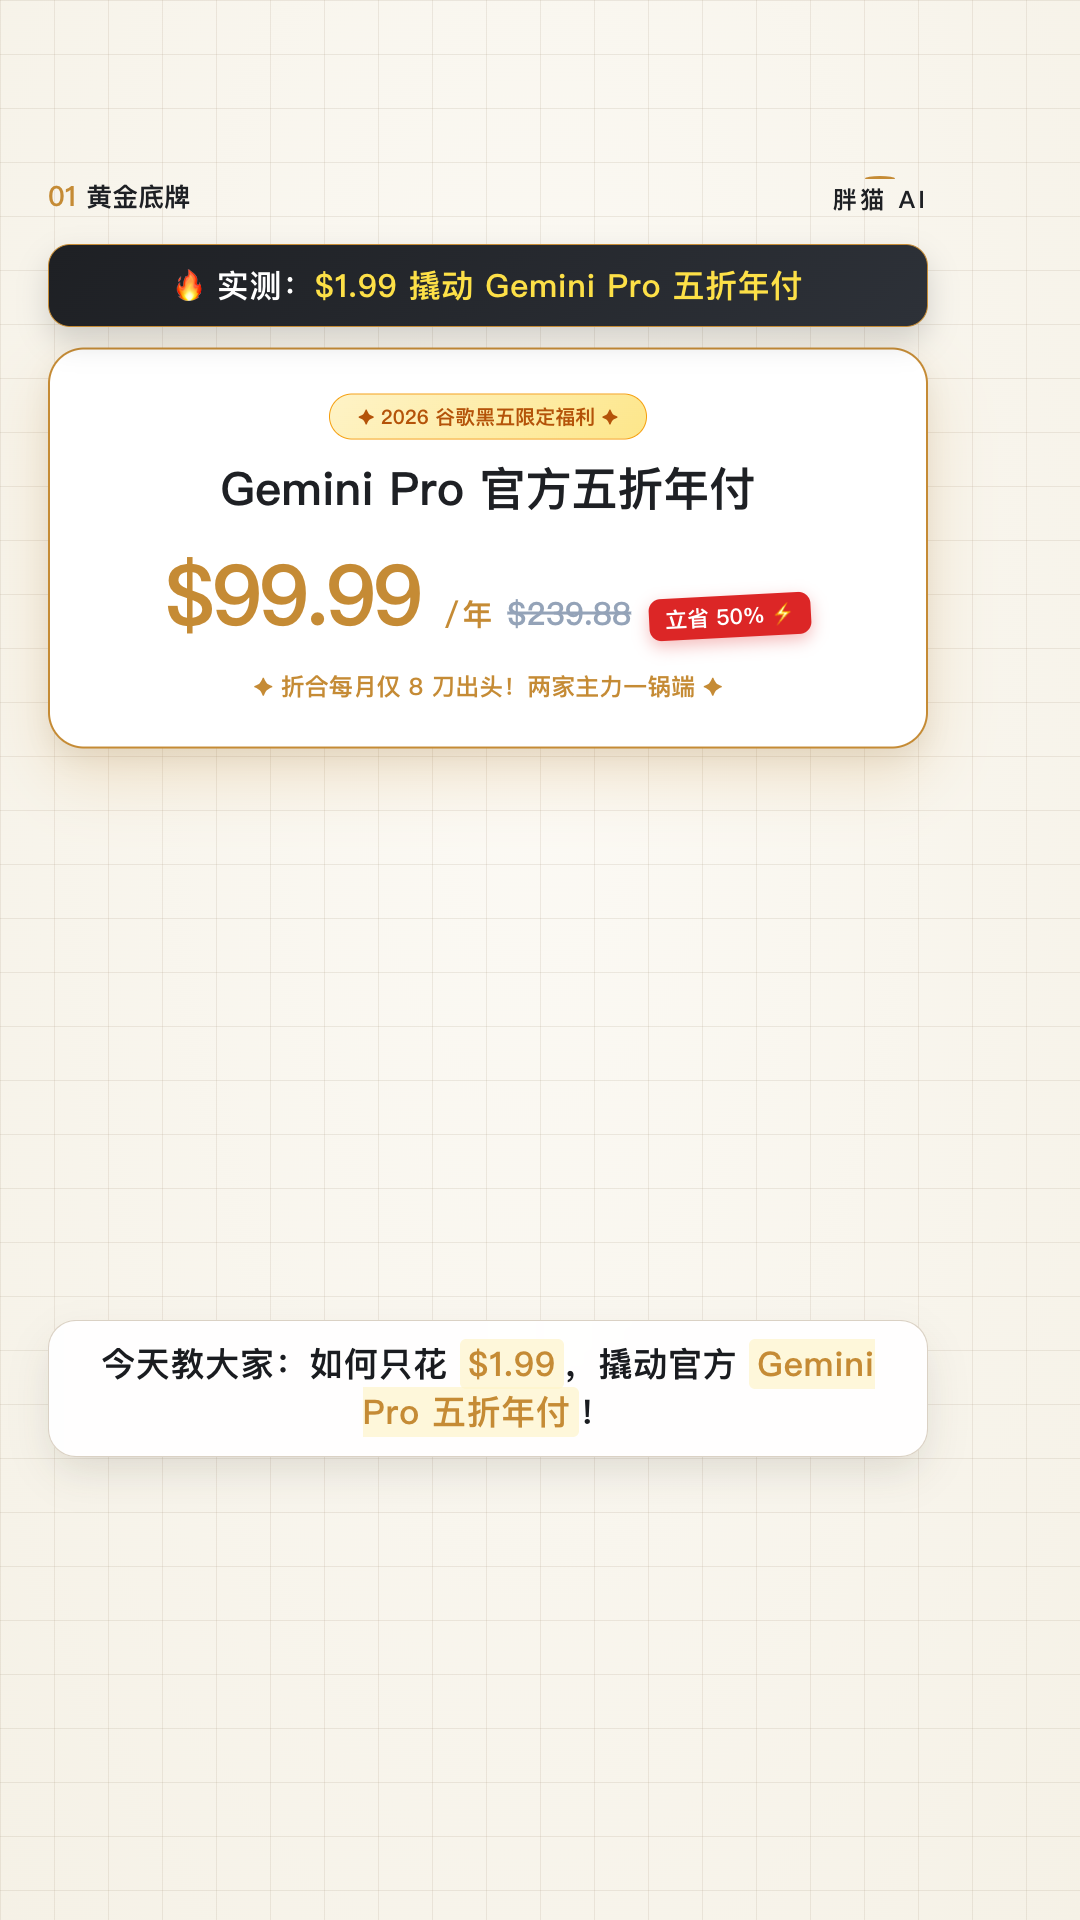 01 黄金底牌
胖猫 AI
🔥 实测：$1.99 撬动 Gemini Pro 五折年付
✦ 2026 谷歌黑五限定福利 ✦
Gemini Pro 官方五折年付
$99.99 /年 $239.88 立省 50% ⚡
✦ 折合每月仅 8 刀出头！两家主力一锅端 ✦
今天教大家：如何只花 $1.99，撬动官方 Gemini
Pro 五折年付！